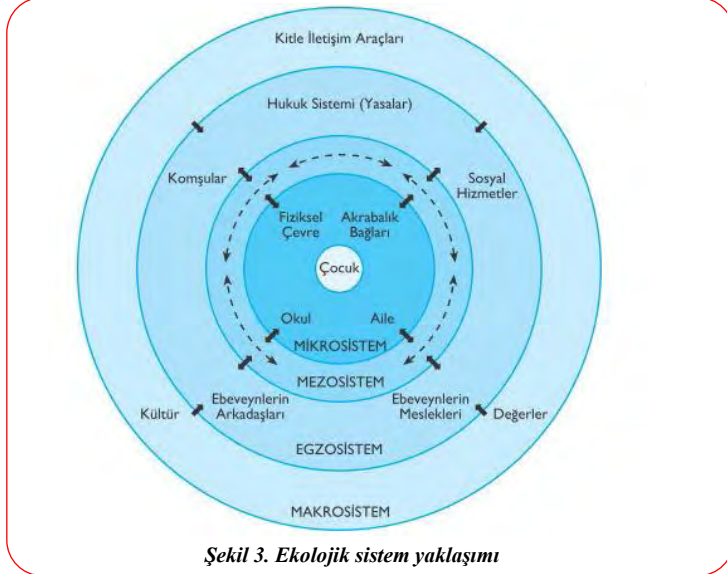 Kitle İletişim Araçları
Hukuk Sistemi (Yasalar)
Komşular
Sosyal
Hizmetler
Fiziksel
Çevre
Akrabalık
Bağları
Çocuk
Okul
Aile
MİKROSİSTEM
MEZOSİSTEM
Kültür
Ebeveynlerin
Arkadaşları
Ebeveynlerin
Meslekleri
Değerler
EGZOSİSTEM
MAKROSİSTEM
Şekil 3. Ekolojik sistem yaklaşımı